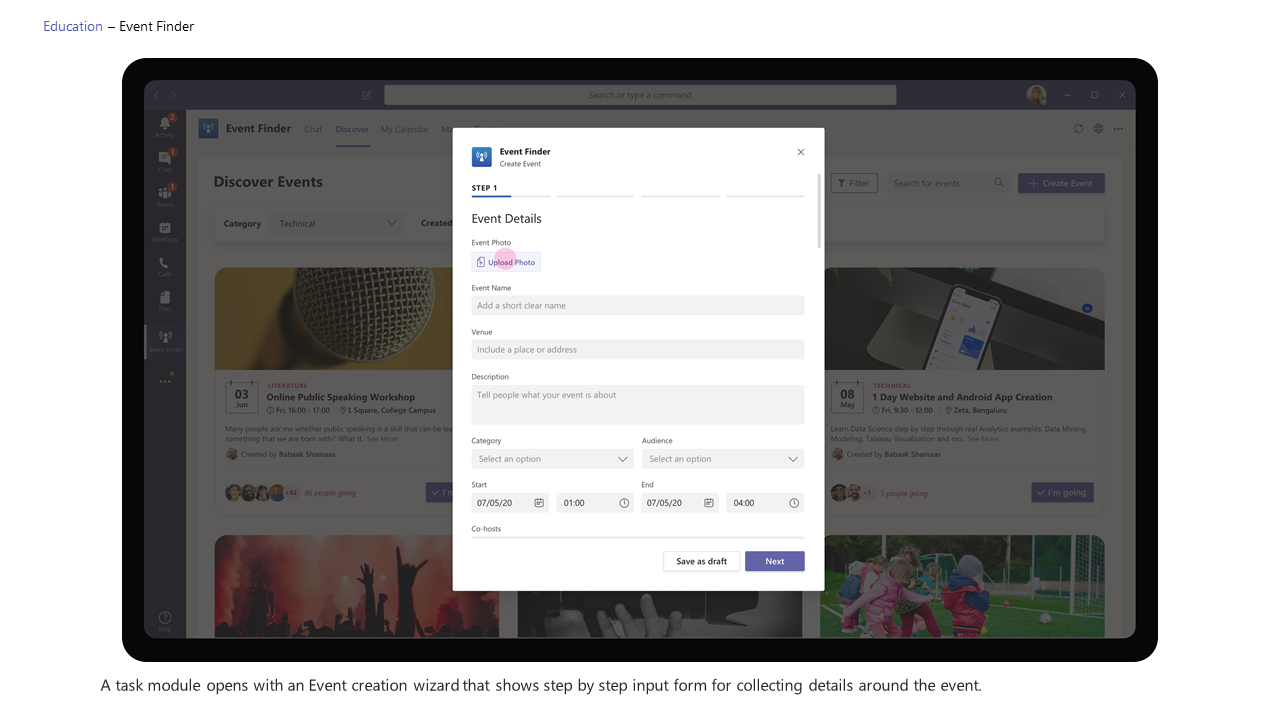 Education – Event Finder
Search or type a command
Activity
2
Chat
1
Teams
1
Meetings
Calls
Files
Event Finder
Help
Event Finder
Chat
Discover
My Calendar
Discover Events
Filter
Search for events
+ Create Event
Category
Technical
Created
03
Jun
LITERATURE
Online Public Speaking Workshop
Fri, 16:00 - 17:00
L Square, College Campus
Many people ask me whether public speaking is a skill that can be
something that we are born with? What d.. See More
Created by Babaak Shamaas
+82
86 people going
08
May
TECHNICAL
1 Day Website and Android App Creation
Fri, 9:30 - 12:00
Zeta, Bengaluru
Learn Data Science step by step through real Analytics examples. Data Mining,
Modeling, Tableau Visualization and mo.. See More
Created by Babaak Shamaas
+1
5 people going
I'm going
Event Finder
Create Event
STEP 1
Event Details
Event Photo
Upload Photo
Event Name
Add a short clear name
Venue
Include a place or address
Description
Tell people what your event is about
Category
Audience
Select an option
Select an option
Start
End
07/05/20
01:00
07/05/20
04:00
Co-hosts
Save as draft
Next
A task module opens with an Event creation wizard that shows step by step input form for collecting details around the event.